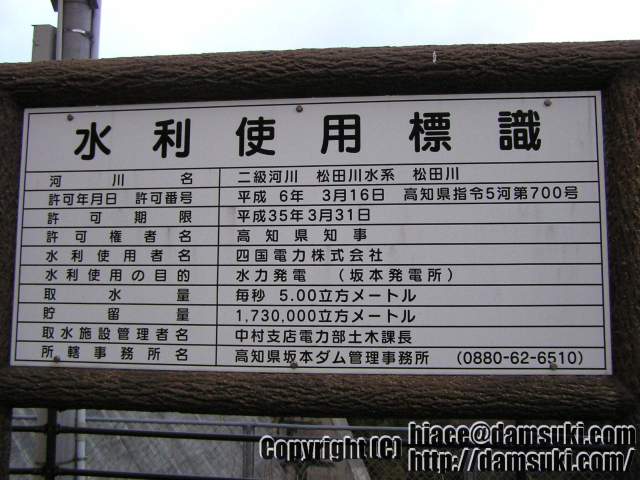 水利使用標識
河川名 二級河川 松田川水系 松田川
許可年月日 許可番号 平成 6年 3月16日 高知県指令5河第700号
許可期限 平成35年3月31日
許可権者名 高知県知事
水利使用者名 四国電力株式会社
水利使用の目的 水力発電 (坂本発電所)
取水量 毎秒 5.00立方メートル
貯留量 1,730,000立方メートル
取水施設管理者名 中村支店電力部土木課長
所轄事務所名 高知県坂本ダム管理事務所 (0880-62-6510)
Copyright (C) hiace@damsuki.com
http://damsuki.com/